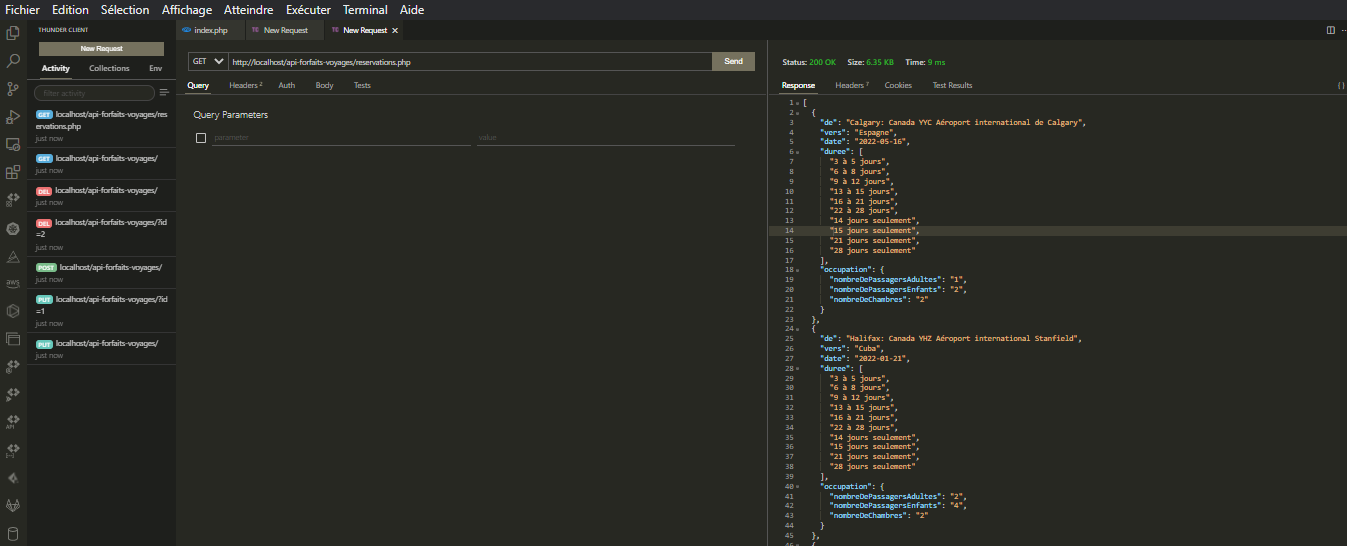 Fichier Edition Sélection Affichage Atteindre Exécuter Terminal Aide
THUNDER CLIENT
New Request
Activity Collections Env
filter activity
GET localhost/api-forfaits-voyages/res
ervations.php
just now
GET localhost/api-forfaits-voyages/
just now
DEL localhost/api-forfaits-voyages/
just now
DEL localhost/api-forfaits-voyages/?id
=2
just now
POST localhost/api-forfaits-voyages/
just now
PUT localhost/api-forfaits-voyages/?id
=1
just now
PUT localhost/api-forfaits-voyages/
just now
aws
API
index.php TC New Request TC New Request
GET http://localhost/api-forfaits-voyages/reservations.php Send
Query Headers 2 Auth Body Tests
Query Parameters
parameter value
Status: 200 OK Size: 6.35 KB Time: 9 ms
Response Headers 7 Cookies Test Results { }
1 [
2 {
3 "de": "Calgary: Canada YYC Aéroport international de Calgary",
4 "vers": "Espagne",
5 "date": "2022-05-16",
6 "duree": [
7 "3 à 5 jours",
8 "6 à 8 jours",
9 "9 à 12 jours",
10 "13 à 15 jours",
11 "16 à 21 jours",
12 "22 à 28 jours",
13 "14 jours seulement",
14 "15 jours seulement",
15 "21 jours seulement",
16 "28 jours seulement"
17 ],
18 "occupation": {
19 "nombreDePassagersAdultes": "1",
20 "nombreDePassagersEnfants": "2",
21 "nombreDeChambres": "2"
22 }
23 },
24 {
25 "de": "Halifax: Canada YHZ Aéroport international Stanfield",
26 "vers": "Cuba",
27 "date": "2022-01-21",
28 "duree": [
29 "3 à 5 jours",
30 "6 à 8 jours",
31 "9 à 12 jours",
32 "13 à 15 jours",
33 "16 à 21 jours",
34 "22 à 28 jours",
35 "14 jours seulement",
36 "15 jours seulement",
37 "21 jours seulement",
38 "28 jours seulement"
39 ],
40 "occupation": {
41 "nombreDePassagersAdultes": "2",
42 "nombreDePassagersEnfants": "4",
43 "nombreDeChambres": "2"
44 }
45 },
46 {